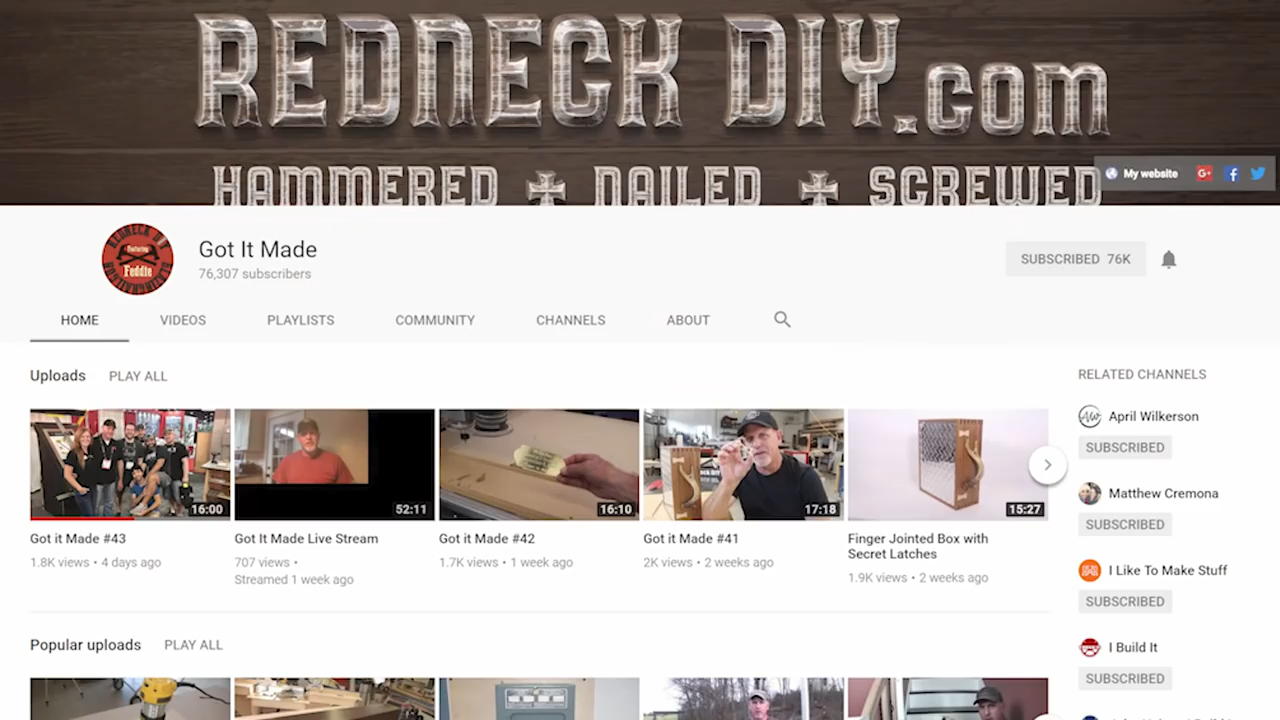 REDNECK DIY.com
HAMMERED NAILED SCREWED
My website
REDNECK DIY
Featuring
Feddie
Got It Made
76,307 subscribers
SUBSCRIBED 76K
HOME VIDEOS PLAYLISTS COMMUNITY CHANNELS ABOUT
Uploads PLAY ALL
16:00 52:11 16:10 17:18 15:27
Got it Made #43
1.8K views • 4 days ago
Got It Made Live Stream
707 views •
Streamed 1 week ago
Got it Made #42
1.7K views • 1 week ago
Got it Made #41
2K views • 2 weeks ago
Finger Jointed Box with
Secret Latches
1.9K views • 2 weeks ago
Popular uploads PLAY ALL
RELATED CHANNELS
April Wilkerson
SUBSCRIBED
Matthew Cremona
SUBSCRIBED
I Like To Make Stuff
SUBSCRIBED
I Build It
SUBSCRIBED